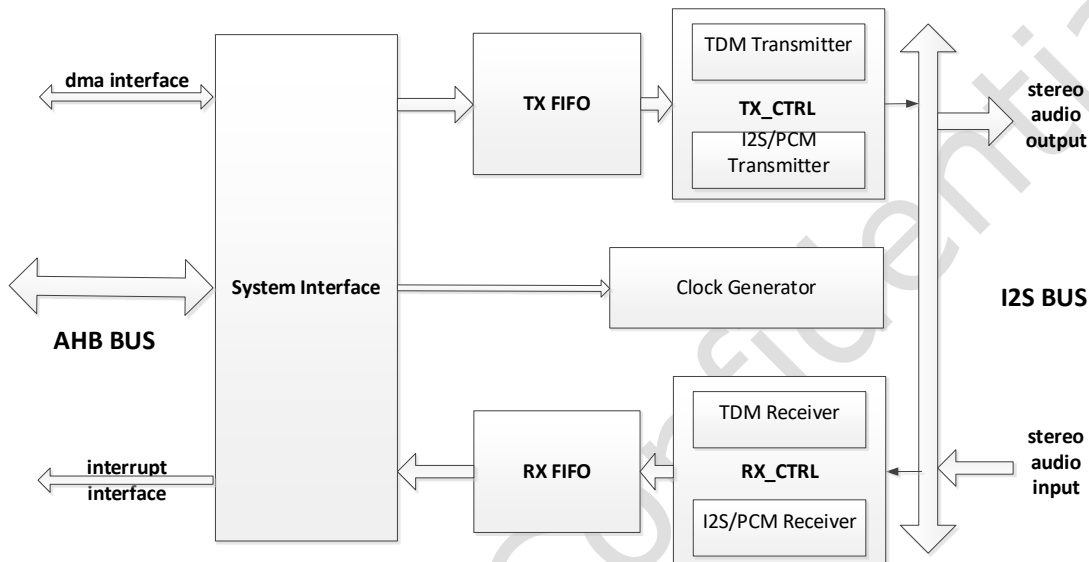 dma interface
System Interface
AHB BUS
interrupt
interface
TX FIFO
TDM Transmitter
TX_CTRL
I2S/PCM
Transmitter
Clock Generator
RX FIFO
TDM Receiver
RX_CTRL
I2S/PCM Receiver
stereo
audio
output
I2S BUS
stereo
audio
input